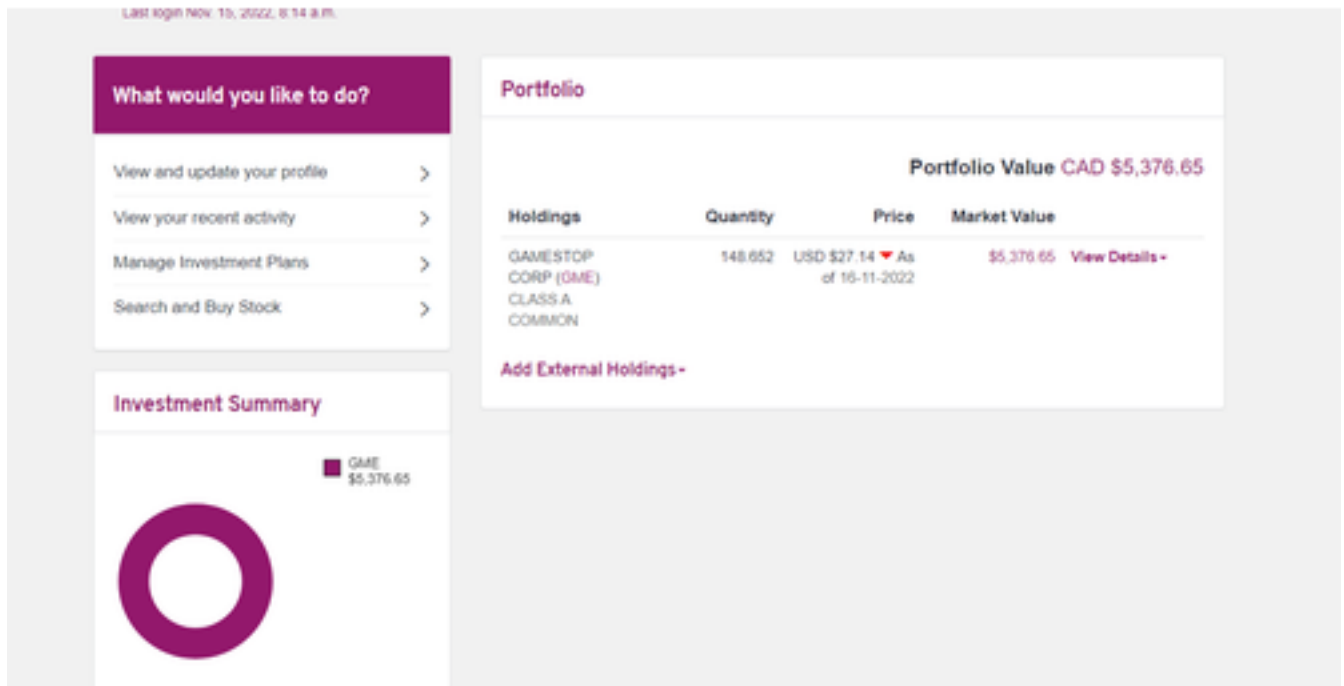 Last login Nov. 15, 2022, 8:14 a.m.
What would you like to do?
View and update your profile
View your recent activity
Manage Investment Plans
Search and Buy Stock
Investment Summary
GME
$5,376.65
Portfolio
Portfolio Value CAD $5,376.65
Holdings Quantity Price Market Value
GAMESTOP 148.652 USD $27.14 ▼ As $5,376.65 View Details
CORP (GME) of 16-11-2022
CLASS A
COMMON
Add External Holdings